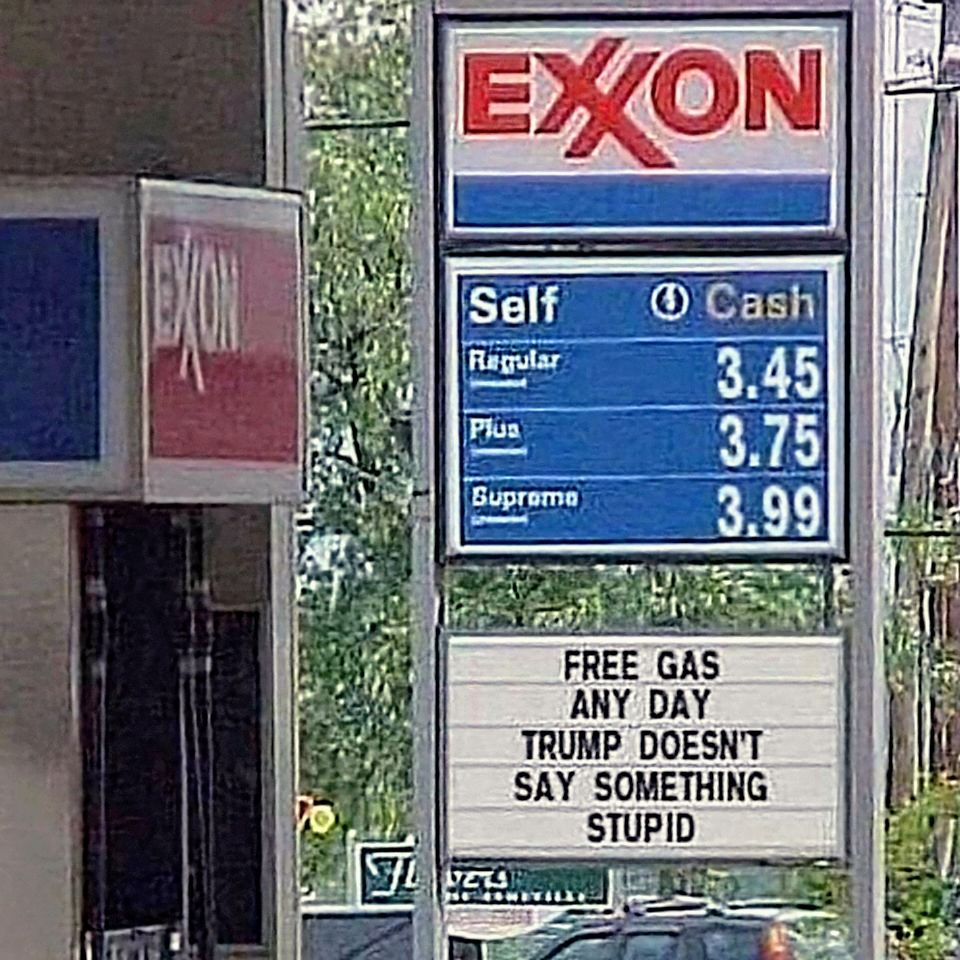 EXXON
EXXON
Self Cash
Regular 3.45
Plus 3.75
Supreme 3.99
FREE GAS
ANY DAY
TRUMP DOESN'T
SAY SOMETHING
STUPID